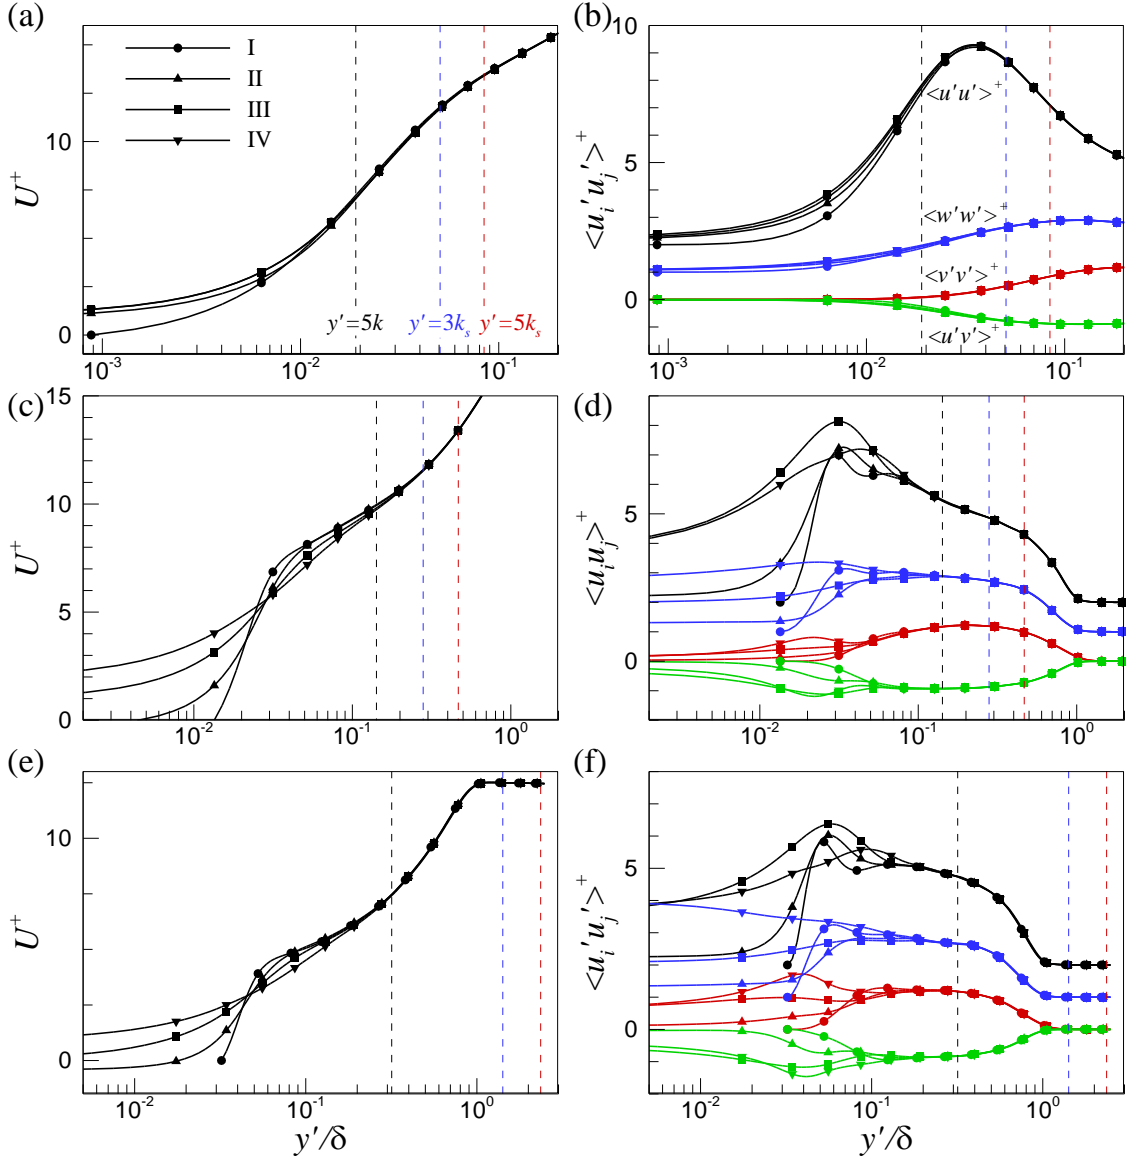 (a)
I
II
III
IV
U⁺
10
0
y'=5k
y'=3kₛ
y'=5kₛ
10⁻³
10⁻²
10⁻¹
(b)
<uᵢ'uⱼ'>⁺
10
5
0
<u'u'>⁺
<w'w'>⁺
<v'v'>⁺
<u'v'>⁺
10⁻³
10⁻²
10⁻¹
(c)
U⁺
15
10
5
0
10⁻²
10⁻¹
10⁰
(d)
<uᵢuⱼ>⁺
5
0
10⁻²
10⁻¹
10⁰
(e)
U⁺
10
0
10⁻²
10⁻¹
10⁰
y'/δ
(f)
<uᵢ'uⱼ'>⁺
5
0
10⁻²
10⁻¹
10⁰
y'/δ